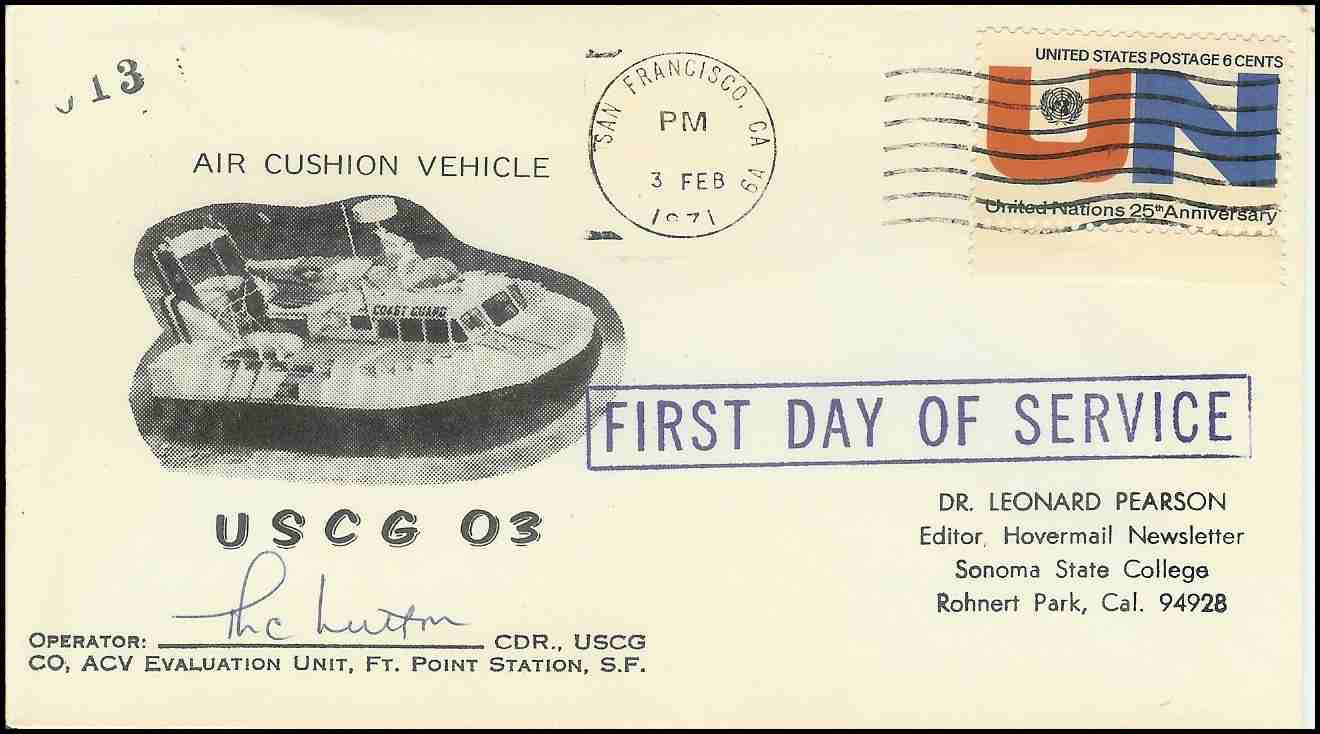 13
AIR CUSHION VEHICLE
COAST GUARD
USCG 03
OPERATOR: CDR., USCG
CO, ACV EVALUATION UNIT, FT. POINT STATION, S.F.
SAN FRANCISCO, CA
PM
3 FEB
1971
UNITED STATES POSTAGE 6 CENTS
UN
United Nations 25th Anniversary
FIRST DAY OF SERVICE
DR. LEONARD PEARSON
Editor, Hovermail Newsletter
Sonoma State College
Rohnert Park, Cal. 94928